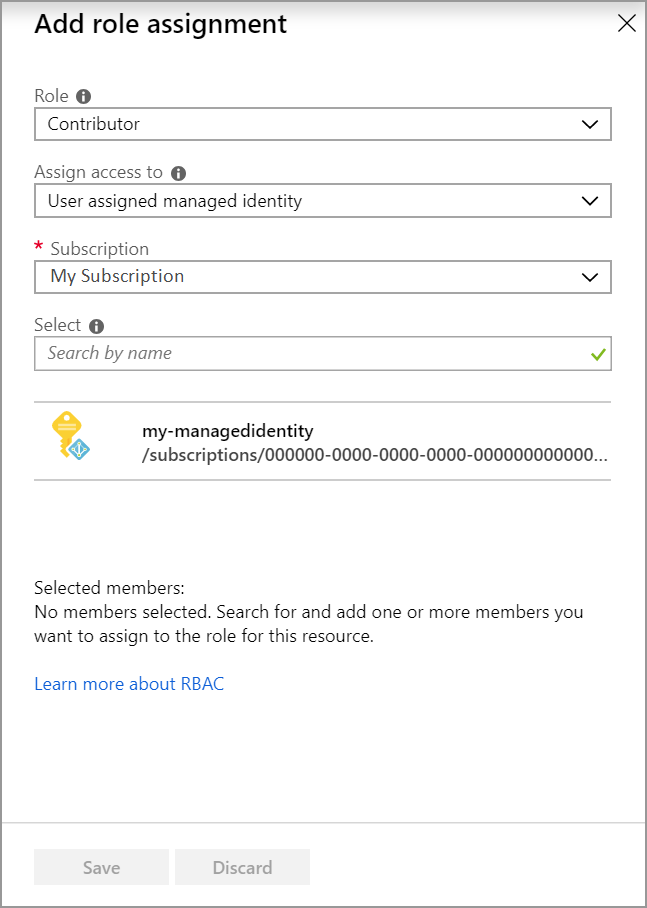 Add role assignment
Role
Contributor
Assign access to
User assigned managed identity
* Subscription
My Subscription
Select
Search by name
my-managedidentity
/subscriptions/000000-0000-0000-0000-000000000000...
Selected members:
No members selected. Search for and add one or more members you
want to assign to the role for this resource.
Learn more about RBAC
Save Discard